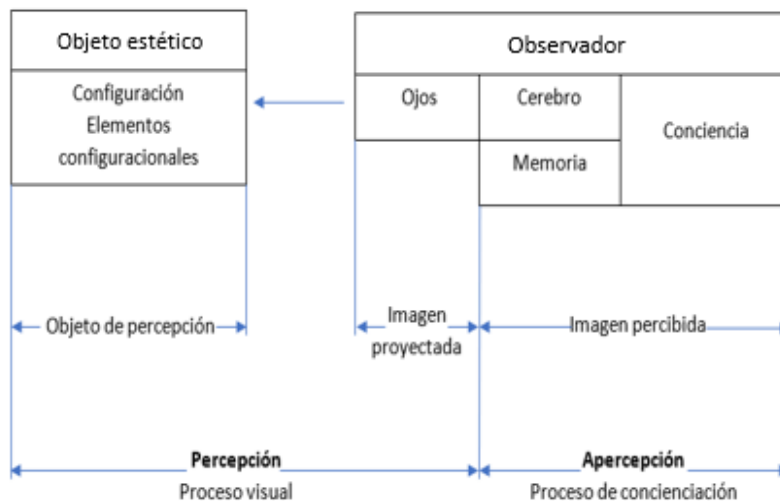 Objeto estético
Configuración
Elementos
configuracionales
Observador
Ojos
Cerebro
Memoria
Conciencia
Objeto de percepción
Imagen
proyectada
Imagen percibida
Percepción
Proceso visual
Apercepción
Proceso de concienciación